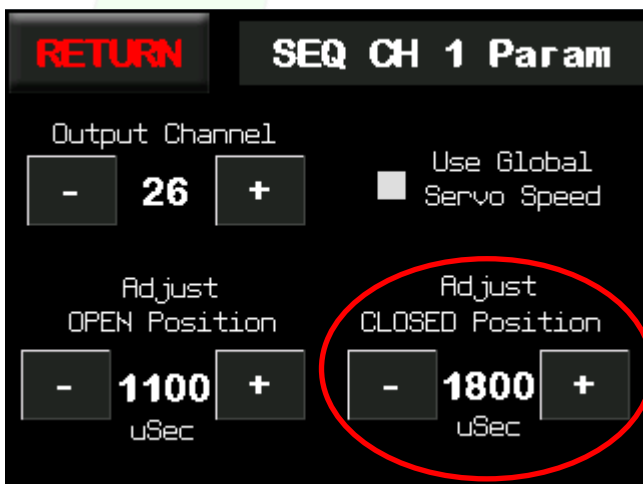 RETURN
SEQ CH 1 Param
Output Channel
- 26 +
Use Global
Servo Speed
Adjust
OPEN Position
- 1100 +
uSec
Adjust
CLOSED Position
- 1800 +
uSec